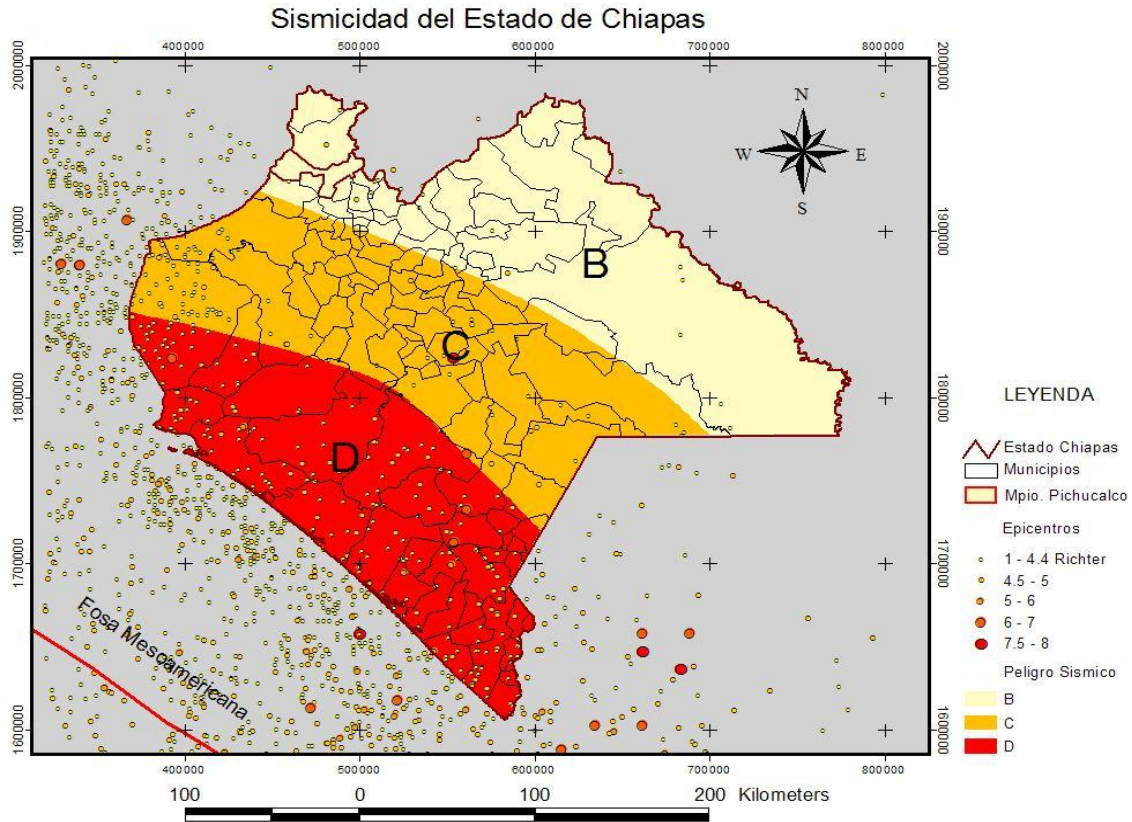 Sismicidad del Estado de Chiapas
400000 500000 600000 700000 800000
2000000 2000000
1900000 1900000
1800000 1800000
1700000 1700000
1600000 1600000
N
W E
S
B
C
D
Fosa Mesoamericana
400000 500000 600000 700000 800000
100 0 100 200 Kilometers
LEYENDA
Estado Chiapas
Municipios
Mpio. Pichucalco
Epicentros
1 - 4.4 Richter
4.5 - 5
5 - 6
6 - 7
7.5 - 8
Peligro Sismico
B
C
D